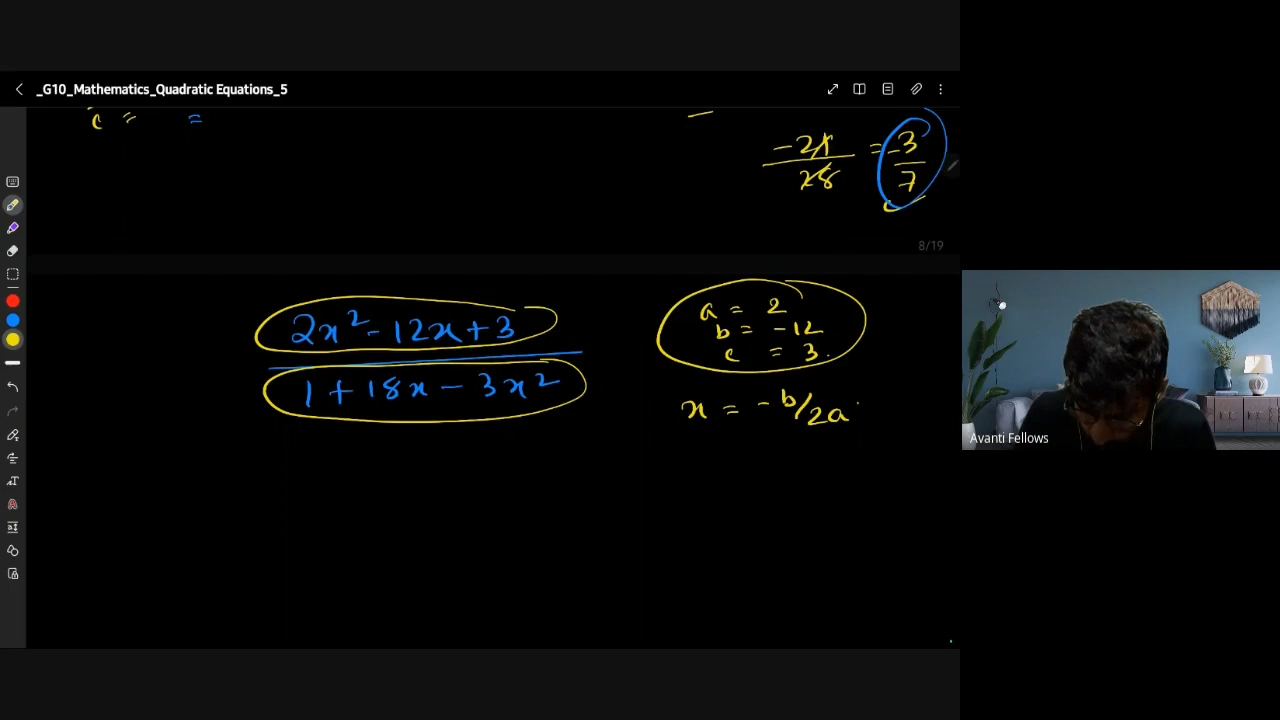 _G10_Mathematics_Quadratic Equations_5
c = =
-21/28 = -3/7
8/19
2x² - 12x + 3
1 + 18x - 3x²
a = 2
b = -12
c = 3.
x = -b/2a
Avanti Fellows